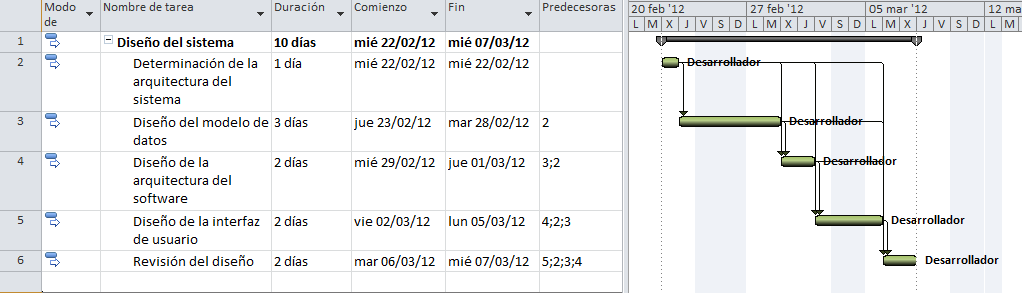 Modo de Nombre de tarea Duración Comienzo Fin Predecesoras
20 feb '12 27 feb '12 05 mar '12 12 ma
L M X J V S D L M X J V S D L M X J V S D L M
1 Diseño del sistema 10 días mié 22/02/12 mié 07/03/12
2 Determinación de la arquitectura del sistema 1 día mié 22/02/12 mié 22/02/12
Desarrollador
3 Diseño del modelo de datos 3 días jue 23/02/12 mar 28/02/12 2
Desarrollador
4 Diseño de la arquitectura del software 2 días mié 29/02/12 jue 01/03/12 3;2
Desarrollador
5 Diseño de la interfaz de usuario 2 días vie 02/03/12 lun 05/03/12 4;2;3
Desarrollador
6 Revisión del diseño 2 días mar 06/03/12 mié 07/03/12 5;2;3;4
Desarrollador